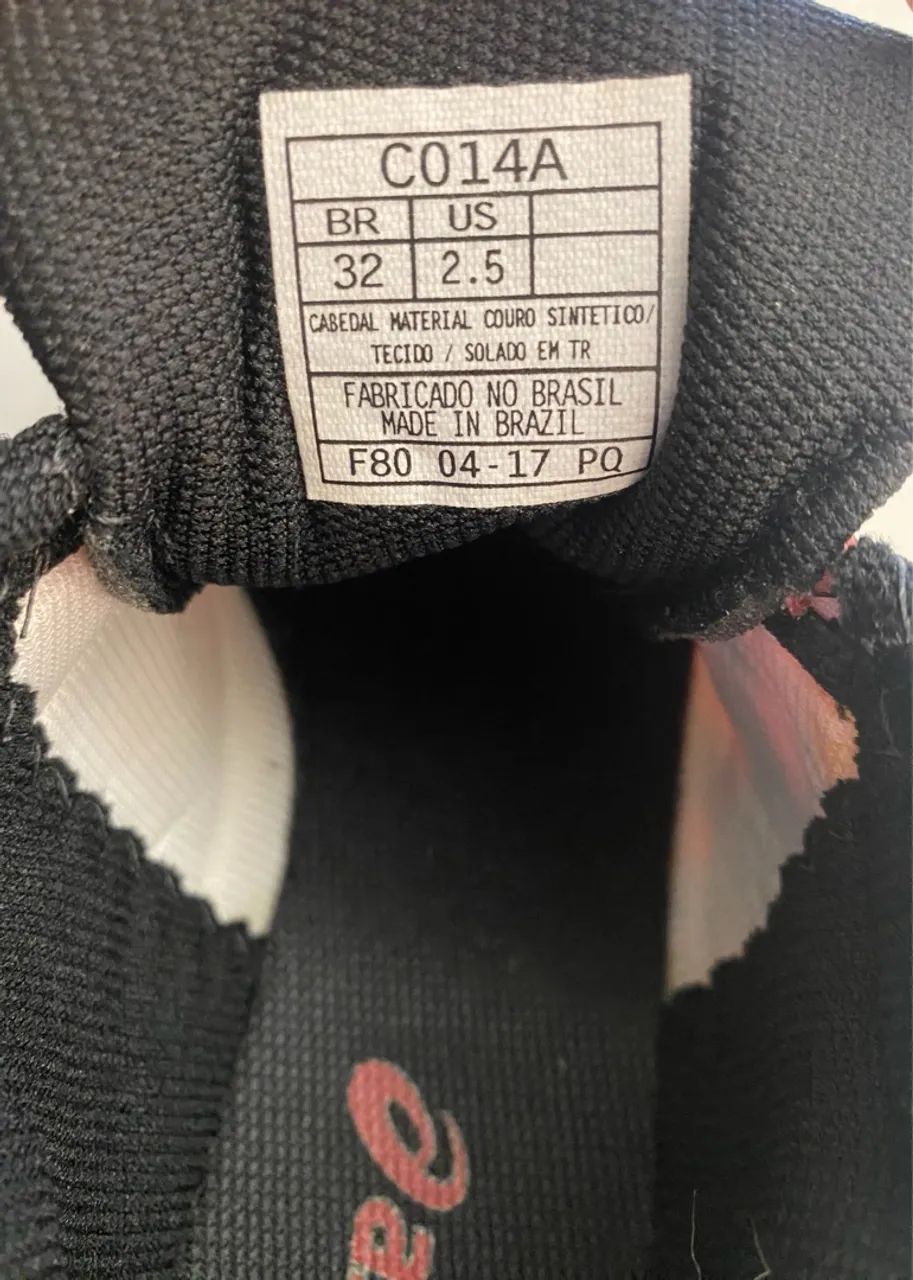 C014A
BR US
32 2.5
CABEDAL MATERIAL COURO SINTETICO/
TECIDO / SOLADO EM TR
FABRICADO NO BRASIL
MADE IN BRAZIL
F80 04-17 PQ
a